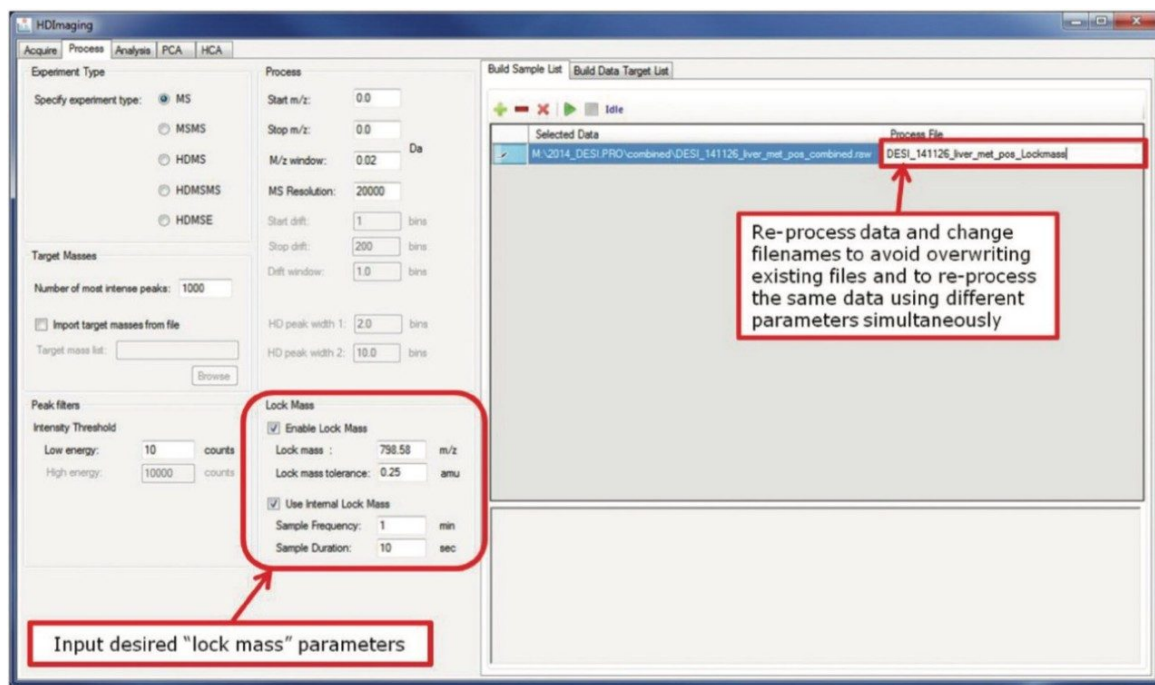 HDImaging
Acquire Process Analysis PCA HCA
Experiment Type
Specify experiment type: MS
MSMS
HDMS
HDMSMS
HDMSE
Target Masses
Number of most intense peaks: 1000
Import target masses from file
Target mass list:
Browse
Peak filters
Intensity Threshold
Low energy: 10 counts
High energy: 10000 counts
Process
Start m/z: 0.0
Stop m/z: 0.0
Da
M/z window: 0.02
MS Resolution: 20000
Start drift: 1 bins
Stop drift: 200 bins
Drift window: 1.0 bins
HD peak width 1: 2.0 bins
HD peak width 2: 10.0 bins
Lock Mass
Enable Lock Mass
Lock mass : 798.58 m/z
Lock mass tolerance: 0.25 amu
Use Internal Lock Mass
Sample Frequency: 1 min
Sample Duration: 10 sec
Input desired “lock mass” parameters
Build Sample List Build Data Target List
Idle
Selected Data Process File
M:\2014_DESI.PRO\combined\DESI_141126_liver_met_pos_combined.raw DESI_141126_liver_met_pos_Lockmass
Re-process data and change
filenames to avoid overwriting
existing files and to re-process
the same data using different
parameters simultaneously